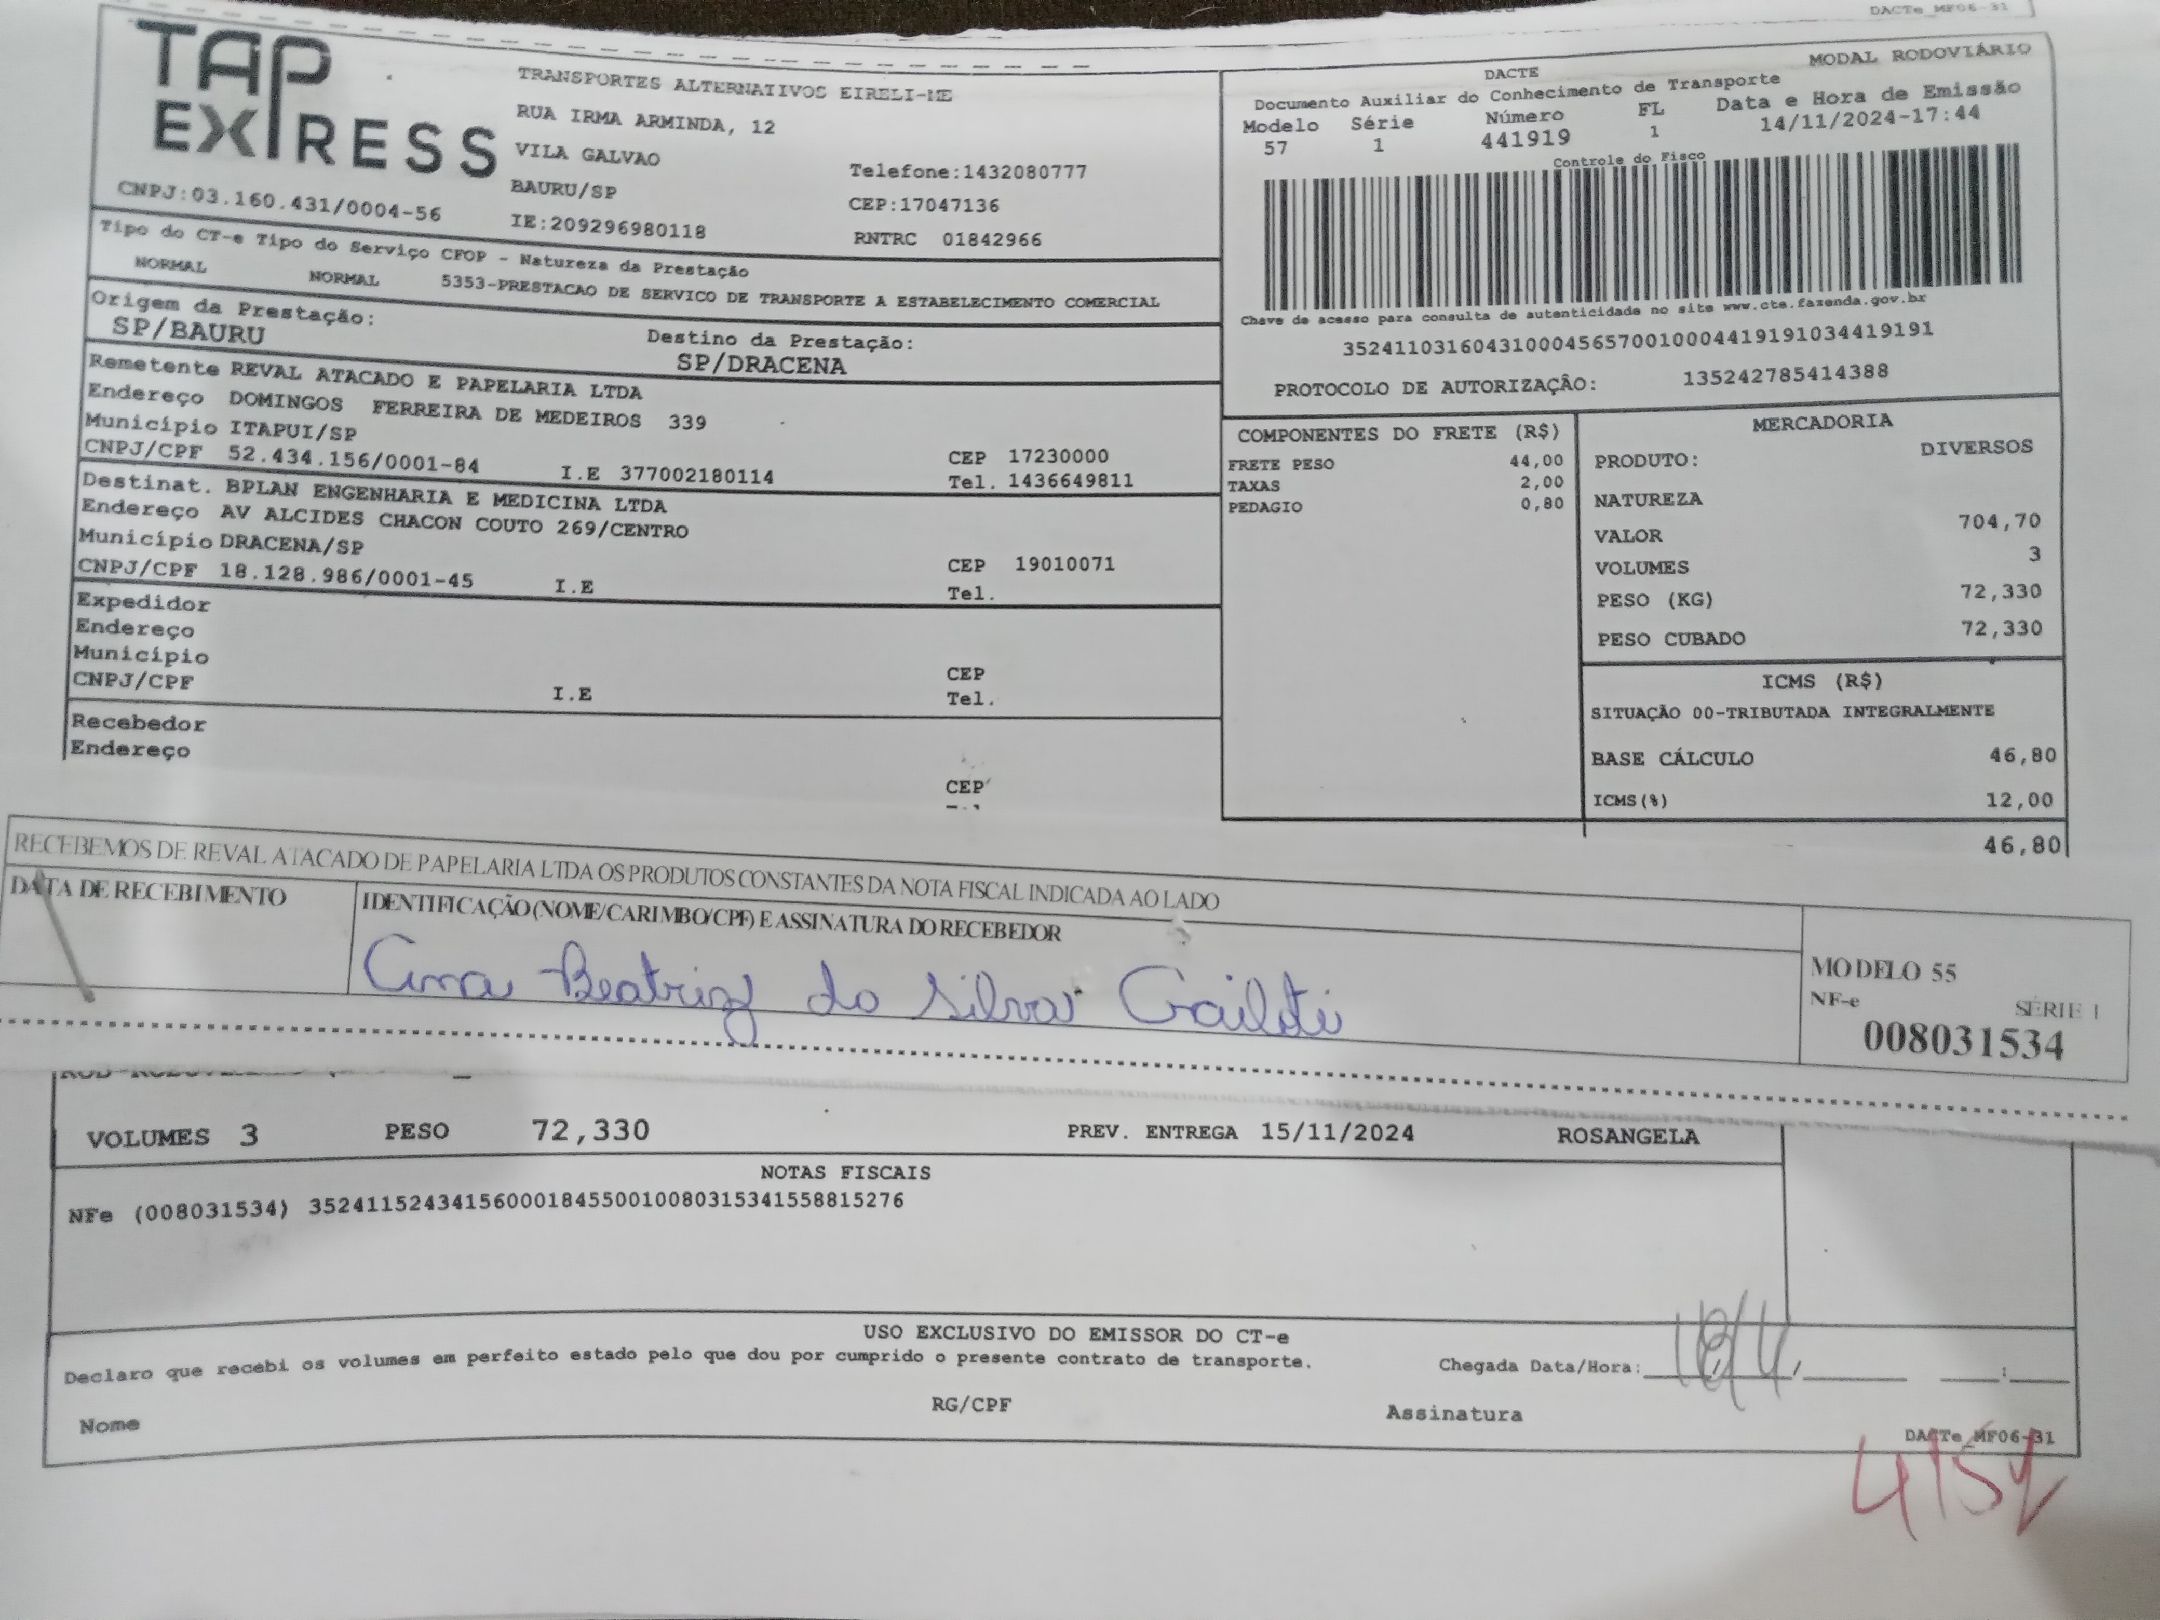 DACTe_MF06-31
TAP
EXPRESS
CNPJ:03.160.431/0004-56
TRANSPORTES ALTERNATIVOS EIRELI-ME
RUA IRMA ARMINDA, 12
VILA GALVAO
BAURU/SP
IE:209296980118
Telefone:1432080777
CEP:17047136
RNTRC 01842966
DACTE
MODAL RODOVIÁRIO
Documento Auxiliar do Conhecimento de Transporte
Modelo Série Número FL Data e Hora de Emissão
57 1 441919 1 14/11/2024-17:44
Controle do Fisco
Chave de acesso para consulta de autenticidade no site www.cte.fazenda.gov.br
35241103160431000456570010004419191034419191
PROTOCOLO DE AUTORIZAÇÃO: 135242785414388
Tipo do CT-e Tipo do Serviço CFOP - Natureza da Prestação
NORMAL NORMAL 5353-PRESTACAO DE SERVICO DE TRANSPORTE A ESTABELECIMENTO COMERCIAL
Origem da Prestação: Destino da Prestação:
SP/BAURU SP/DRACENA
Remetente REVAL ATACADO E PAPELARIA LTDA
Endereço DOMINGOS FERREIRA DE MEDEIROS 339
Município ITAPUI/SP CEP 17230000
CNPJ/CPF 52.434.156/0001-84 I.E 377002180114 Tel. 1436649811
Destinat. BPLAN ENGENHARIA E MEDICINA LTDA
Endereço AV ALCIDES CHACON COUTO 269/CENTRO
Município DRACENA/SP CEP 19010071
CNPJ/CPF 18.128.986/0001-45 I.E Tel.
Expedidor
Endereço
Município CEP
CNPJ/CPF I.E Tel.
Recebedor
Endereço
CEP
COMPONENTES DO FRETE (R$)
FRETE PESO 44,00
TAXAS 2,00
PEDAGIO 0,80
MERCADORIA
PRODUTO: DIVERSOS
NATUREZA
VALOR 704,70
VOLUMES 3
PESO (KG) 72,330
PESO CUBADO 72,330
ICMS (R$)
SITUAÇÃO 00-TRIBUTADA INTEGRALMENTE
BASE CÁLCULO 46,80
ICMS(%) 12,00
46,80
RECEBEMOS DE REVAL ATACADO DE PAPELARIA LTDA OS PRODUTOS CONSTANTES DA NOTA FISCAL INDICADA AO LADO
DATA DE RECEBIMENTO
IDENTIFICAÇÃO (NOME/CARIMBO/CPF) E ASSINATURA DO RECEBEDOR
Ana Beatriz da Silva
MODELO 55
NF-e SÉRIE 1
008031534
VOLUMES 3 PESO 72,330 PREV. ENTREGA 15/11/2024 ROSANGELA
NOTAS FISCAIS
NFe (008031534) 35241152434156000184550010080315341558815276
USO EXCLUSIVO DO EMISSOR DO CT-e
Declaro que recebi os volumes em perfeito estado pelo que dou por cumprido o presente contrato de transporte.
Chegada Data/Hora:
Nome RG/CPF Assinatura
DACTe_MF06-31